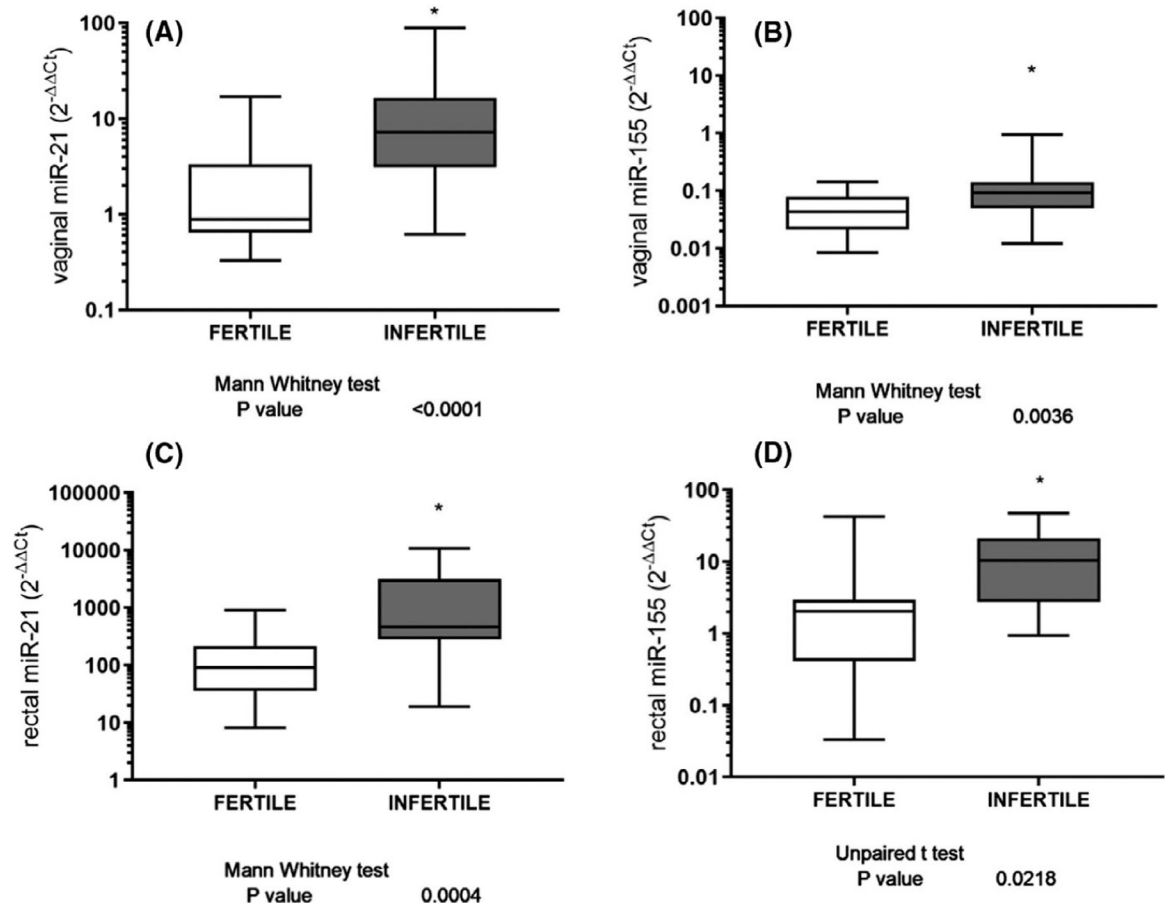 (A)
vaginal miR-21 (2^-ΔΔCt)
100
10
1
0.1
*
FERTILE INFERTILE
Mann Whitney test
P value <0.0001
(B)
vaginal miR-155 (2^-ΔΔCt)
100
10
1
0.1
0.01
0.001
*
FERTILE INFERTILE
Mann Whitney test
P value 0.0036
(C)
rectal miR-21 (2^-ΔΔCt)
100000
10000
1000
100
10
1
*
FERTILE INFERTILE
Mann Whitney test
P value 0.0004
(D)
rectal miR-155 (2^-ΔΔCt)
100
10
1
0.1
0.01
*
FERTILE INFERTILE
Unpaired t test
P value 0.0218